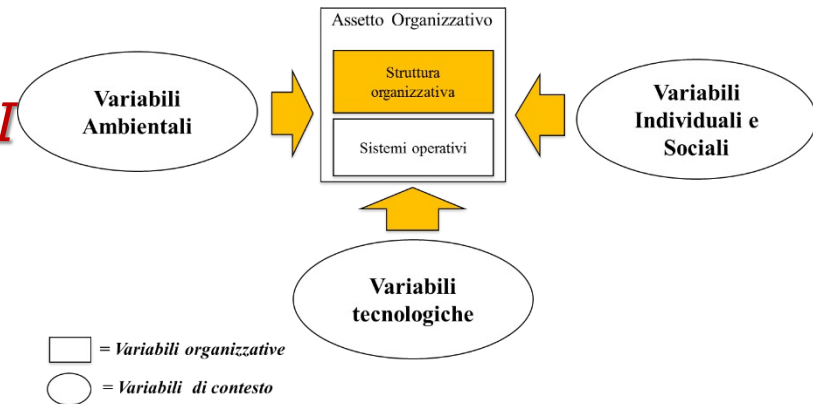 Assetto Organizzativo
Struttura
organizzativa
Sistemi operativi
I
Variabili
Ambientali
Variabili
Individuali e
Sociali
Variabili
tecnologiche
= Variabili organizzative
= Variabili di contesto